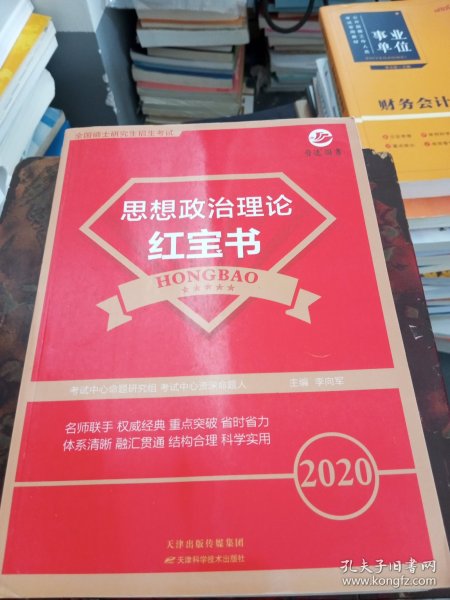 全国硕士研究生招生考试
思想政治理论
红宝书
HONGBAO
考试中心命题研究组 考试中心资深命题人
主编 李向军
名师联手 权威经典 重点突破 省时省力
体系清晰 融汇贯通 结构合理 科学实用
2020
天津出版传媒集团
天津科学技术出版社
事业
单位
财务会计
孔夫子旧书网
www.kongfz.com